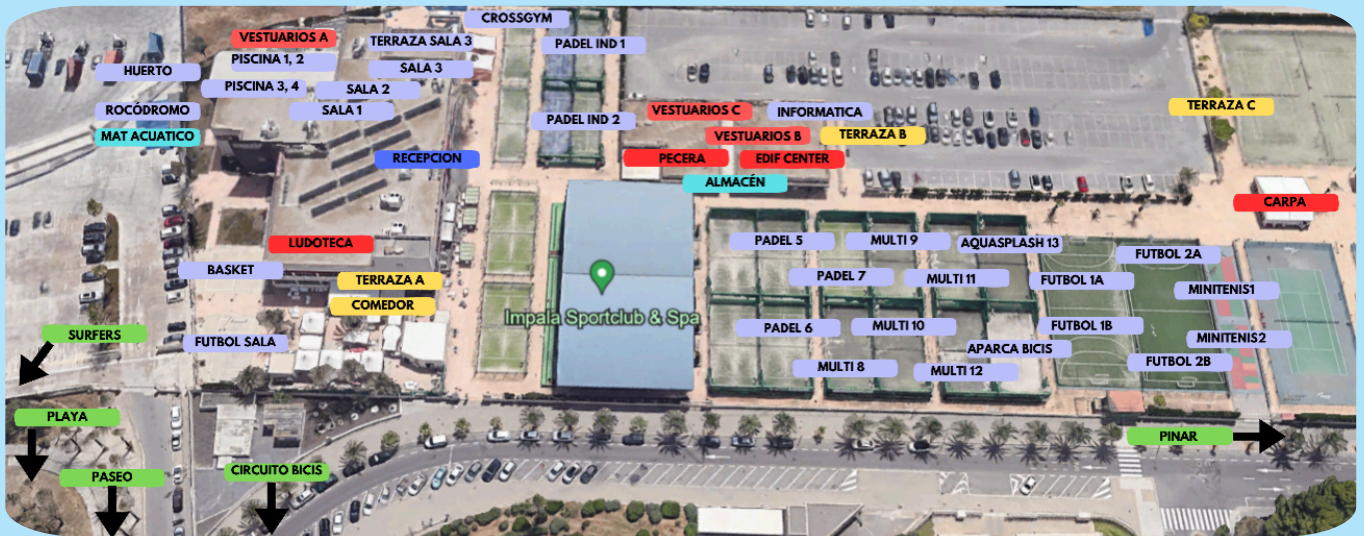 CROSSGYM
VESTUARIOS A
TERRAZA SALA 3
PADEL IND 1
PISCINA 1, 2
HUERTO
SALA 3
PISCINA 3, 4
SALA 2
ROCÓDROMO
SALA 1
VESTUARIOS C
INFORMATICA
TERRAZA C
PADEL IND 2
MAT ACUATICO
VESTUARIOS B
TERRAZA B
RECEPCION
PECERA
EDIF CENTER
ALMACÉN
CARPA
LUDOTECA
PADEL 5
MULTI 9
AQUASPLASH 13
FUTBOL 2A
BASKET
TERRAZA A
PADEL 7
MULTI 11
FUTBOL 1A
MINITENIS1
COMEDOR
Impala Sportclub & Spa
SURFERS
FUTBOL SALA
PADEL 6
MULTI 10
FUTBOL 1B
MINITENIS2
APARCA BICIS
MULTI 8
MULTI 12
FUTBOL 2B
PLAYA
PINAR
PASEO
CIRCUITO BICIS